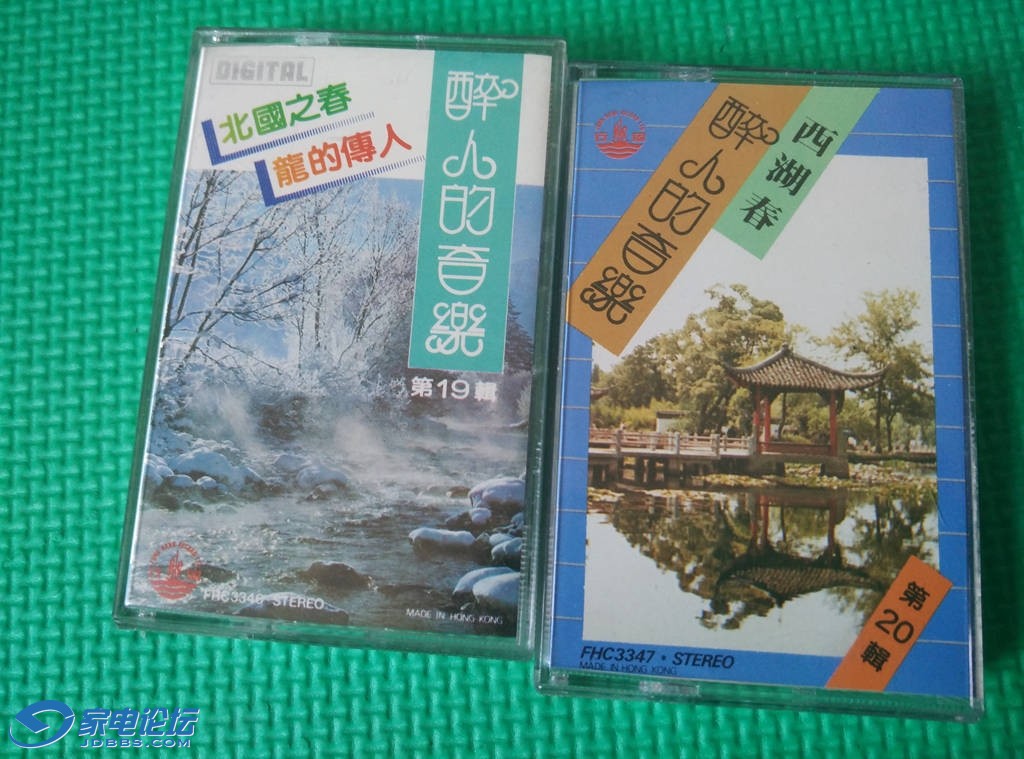 DIGITAL
北國之春
龍的傳人
醉人的音樂
第19輯
FHC3346 STEREO
MADE IN HONG KONG
醉人的音樂
西湖春
第20輯
FHC3347 • STEREO
MADE IN HONG KONG
家电论坛
JDBBS.COM